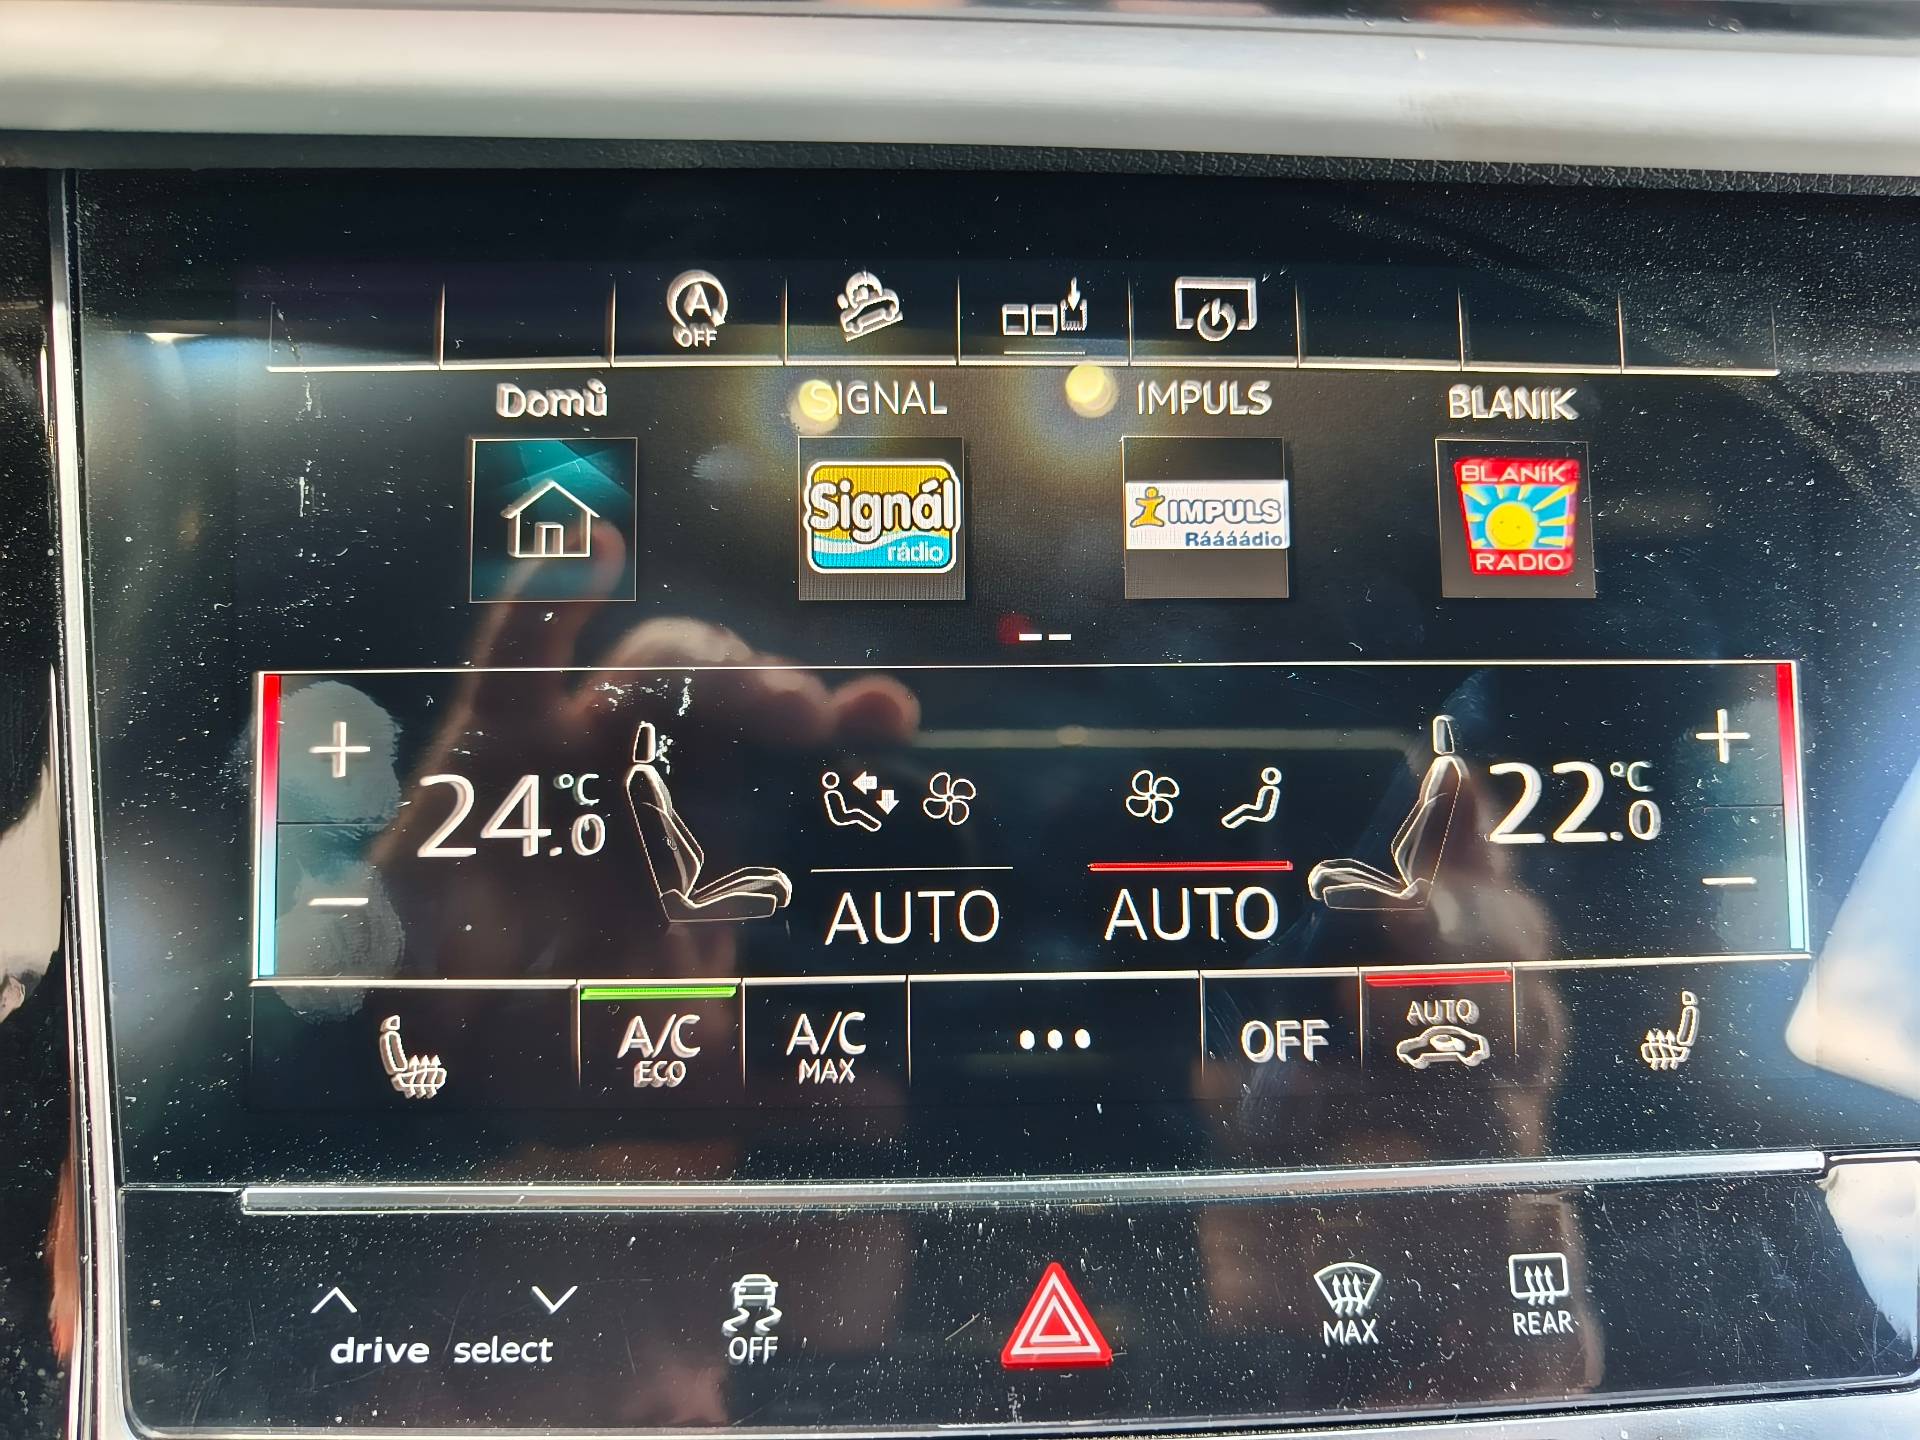 A
OFF
Domů
SIGNAL
IMPULS
BLANIK
Signál
rádio
IMPULS
Ráááádio
BLANÍK
RADIO
24.0 °C
22.0 °C
AUTO
AUTO
A/C
ECO
A/C
MAX
OFF
AUTO
drive select
OFF
MAX
REAR